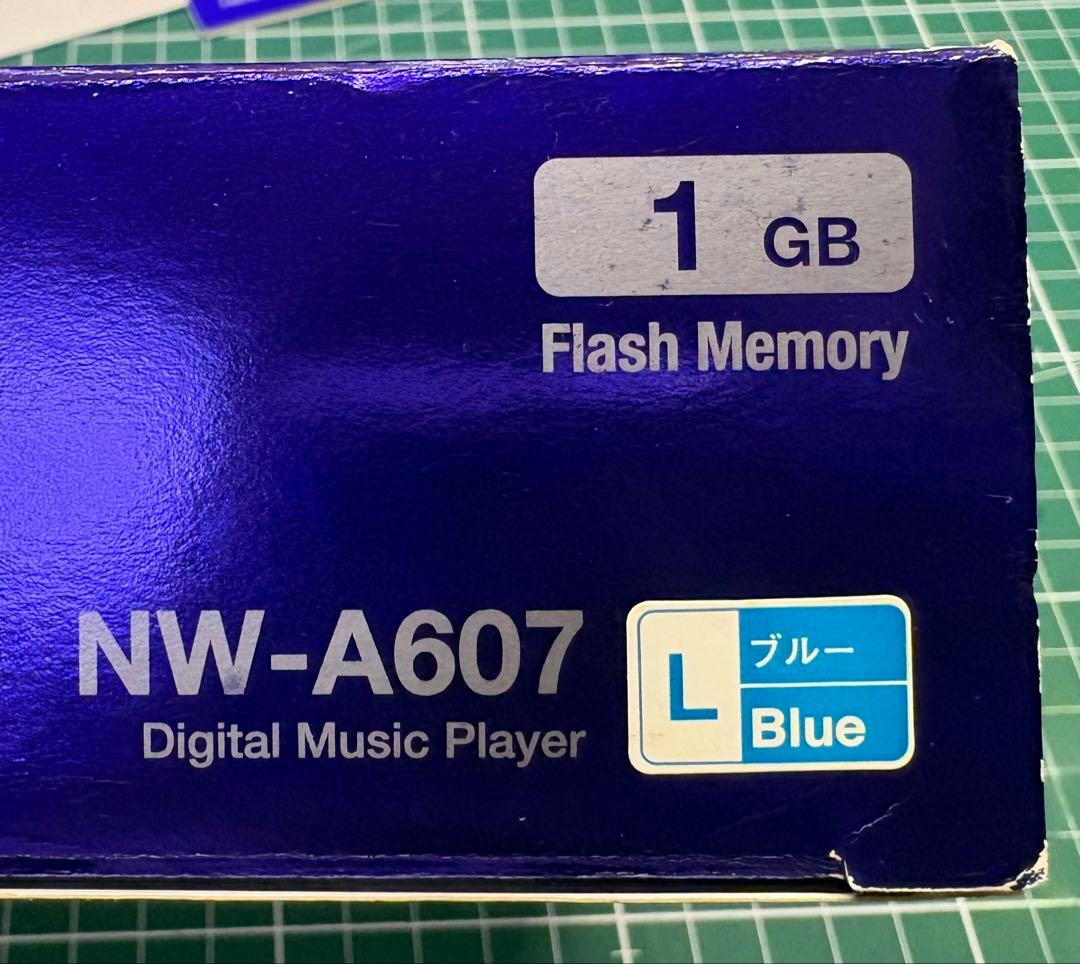 1 GB
Flash Memory
NW-A607
Digital Music Player
L
ブルー
Blue